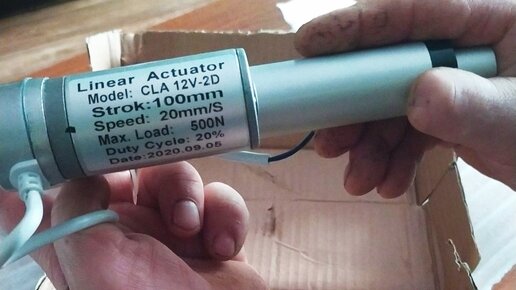 Linear Actuator
Model: CLA 12V-2D
Strok:100mm
Speed: 20mm/S
Max. Load: 500N
Duty Cycle: 20%
Date:2020.09.05